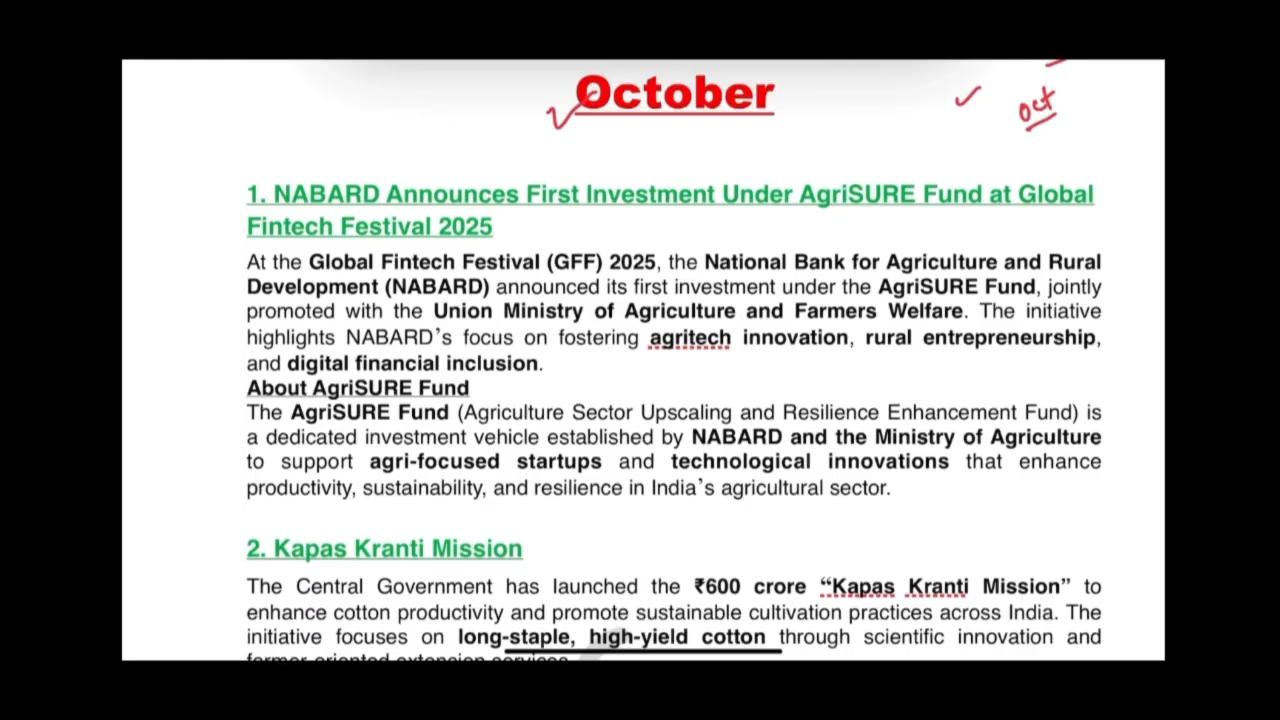 October
oct
1. NABARD Announces First Investment Under AgriSURE Fund at Global
Fintech Festival 2025
At the Global Fintech Festival (GFF) 2025, the National Bank for Agriculture and Rural
Development (NABARD) announced its first investment under the AgriSURE Fund, jointly
promoted with the Union Ministry of Agriculture and Farmers Welfare. The initiative
highlights NABARD's focus on fostering agritech innovation, rural entrepreneurship,
and digital financial inclusion.
About AgriSURE Fund
The AgriSURE Fund (Agriculture Sector Upscaling and Resilience Enhancement Fund) is
a dedicated investment vehicle established by NABARD and the Ministry of Agriculture
to support agri-focused startups and technological innovations that enhance
productivity, sustainability, and resilience in India's agricultural sector.
2. Kapas Kranti Mission
The Central Government has launched the ₹600 crore “Kapas Kranti Mission” to
enhance cotton productivity and promote sustainable cultivation practices across India. The
initiative focuses on long-staple, high-yield cotton through scientific innovation and